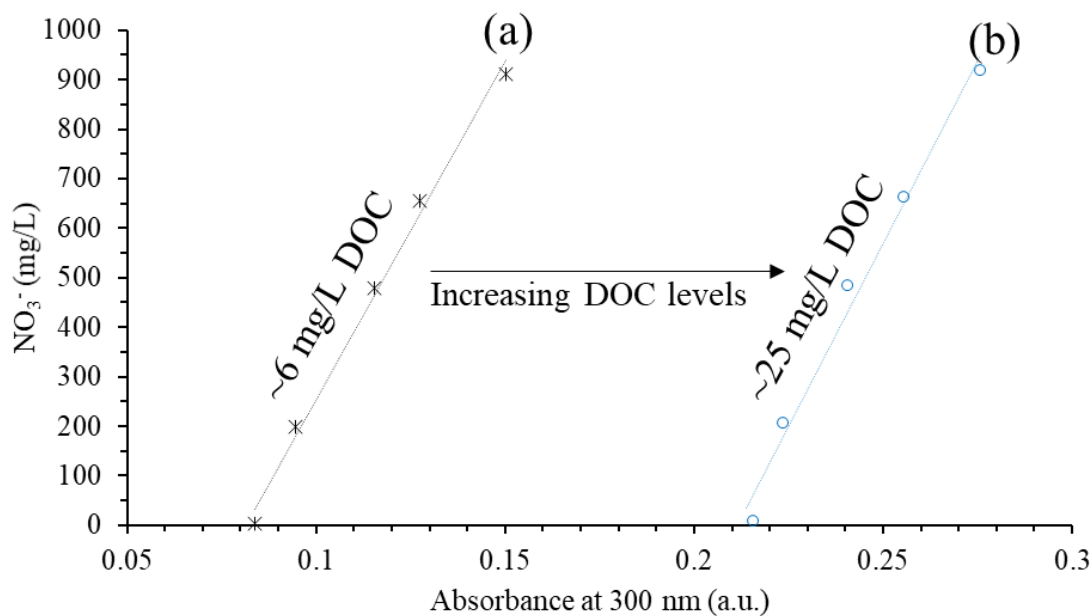 (a)
(b)
1000
900
800
700
600
500
400
300
200
100
0
NO₃⁻ (mg/L)
~6 mg/L DOC
Increasing DOC levels
~25 mg/L DOC
0.05
0.1
0.15
0.2
0.25
0.3
Absorbance at 300 nm (a.u.)